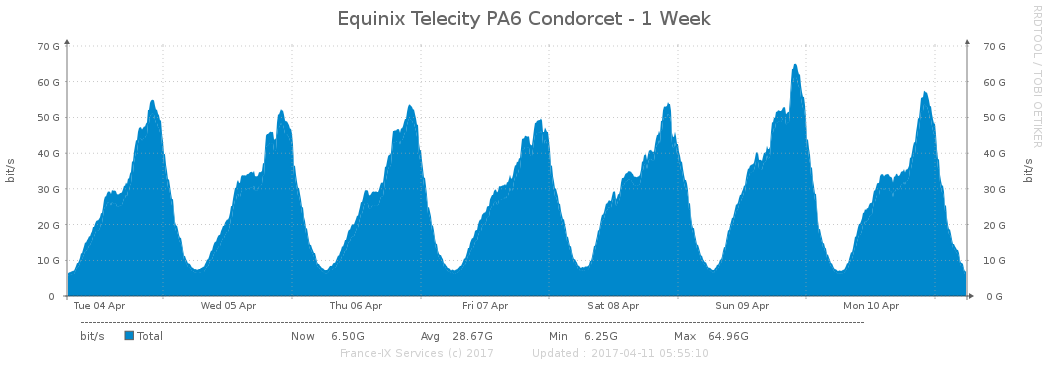 Equinix Telecity PA6 Condorcet - 1 Week
RRDTOOL / TOBI OETIKER
bit/s
70 G 70 G
60 G 60 G
50 G 50 G
40 G 40 G
30 G 30 G
20 G 20 G
10 G 10 G
0 0 G
bit/s
Tue 04 Apr Wed 05 Apr Thu 06 Apr Fri 07 Apr Sat 08 Apr Sun 09 Apr Mon 10 Apr
bit/s Total Now 6.50G Avg 28.67G Min 6.25G Max 64.96G
France-IX Services (c) 2017 Updated : 2017-04-11 05:55:10